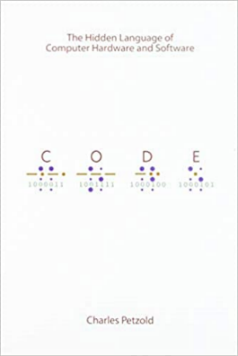 The Hidden Language of
Computer Hardware and Software
C O D E
1000011 1001111 1000100 1000101
Charles Petzold